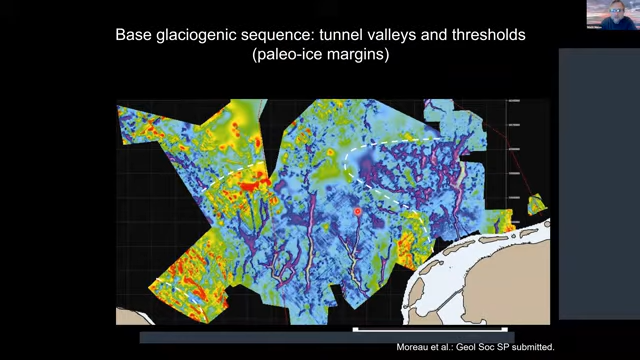 Base glaciogenic sequence: tunnel valleys and thresholds
(paleo-ice margins)
Moreau et al.: Geol Soc SP submitted.